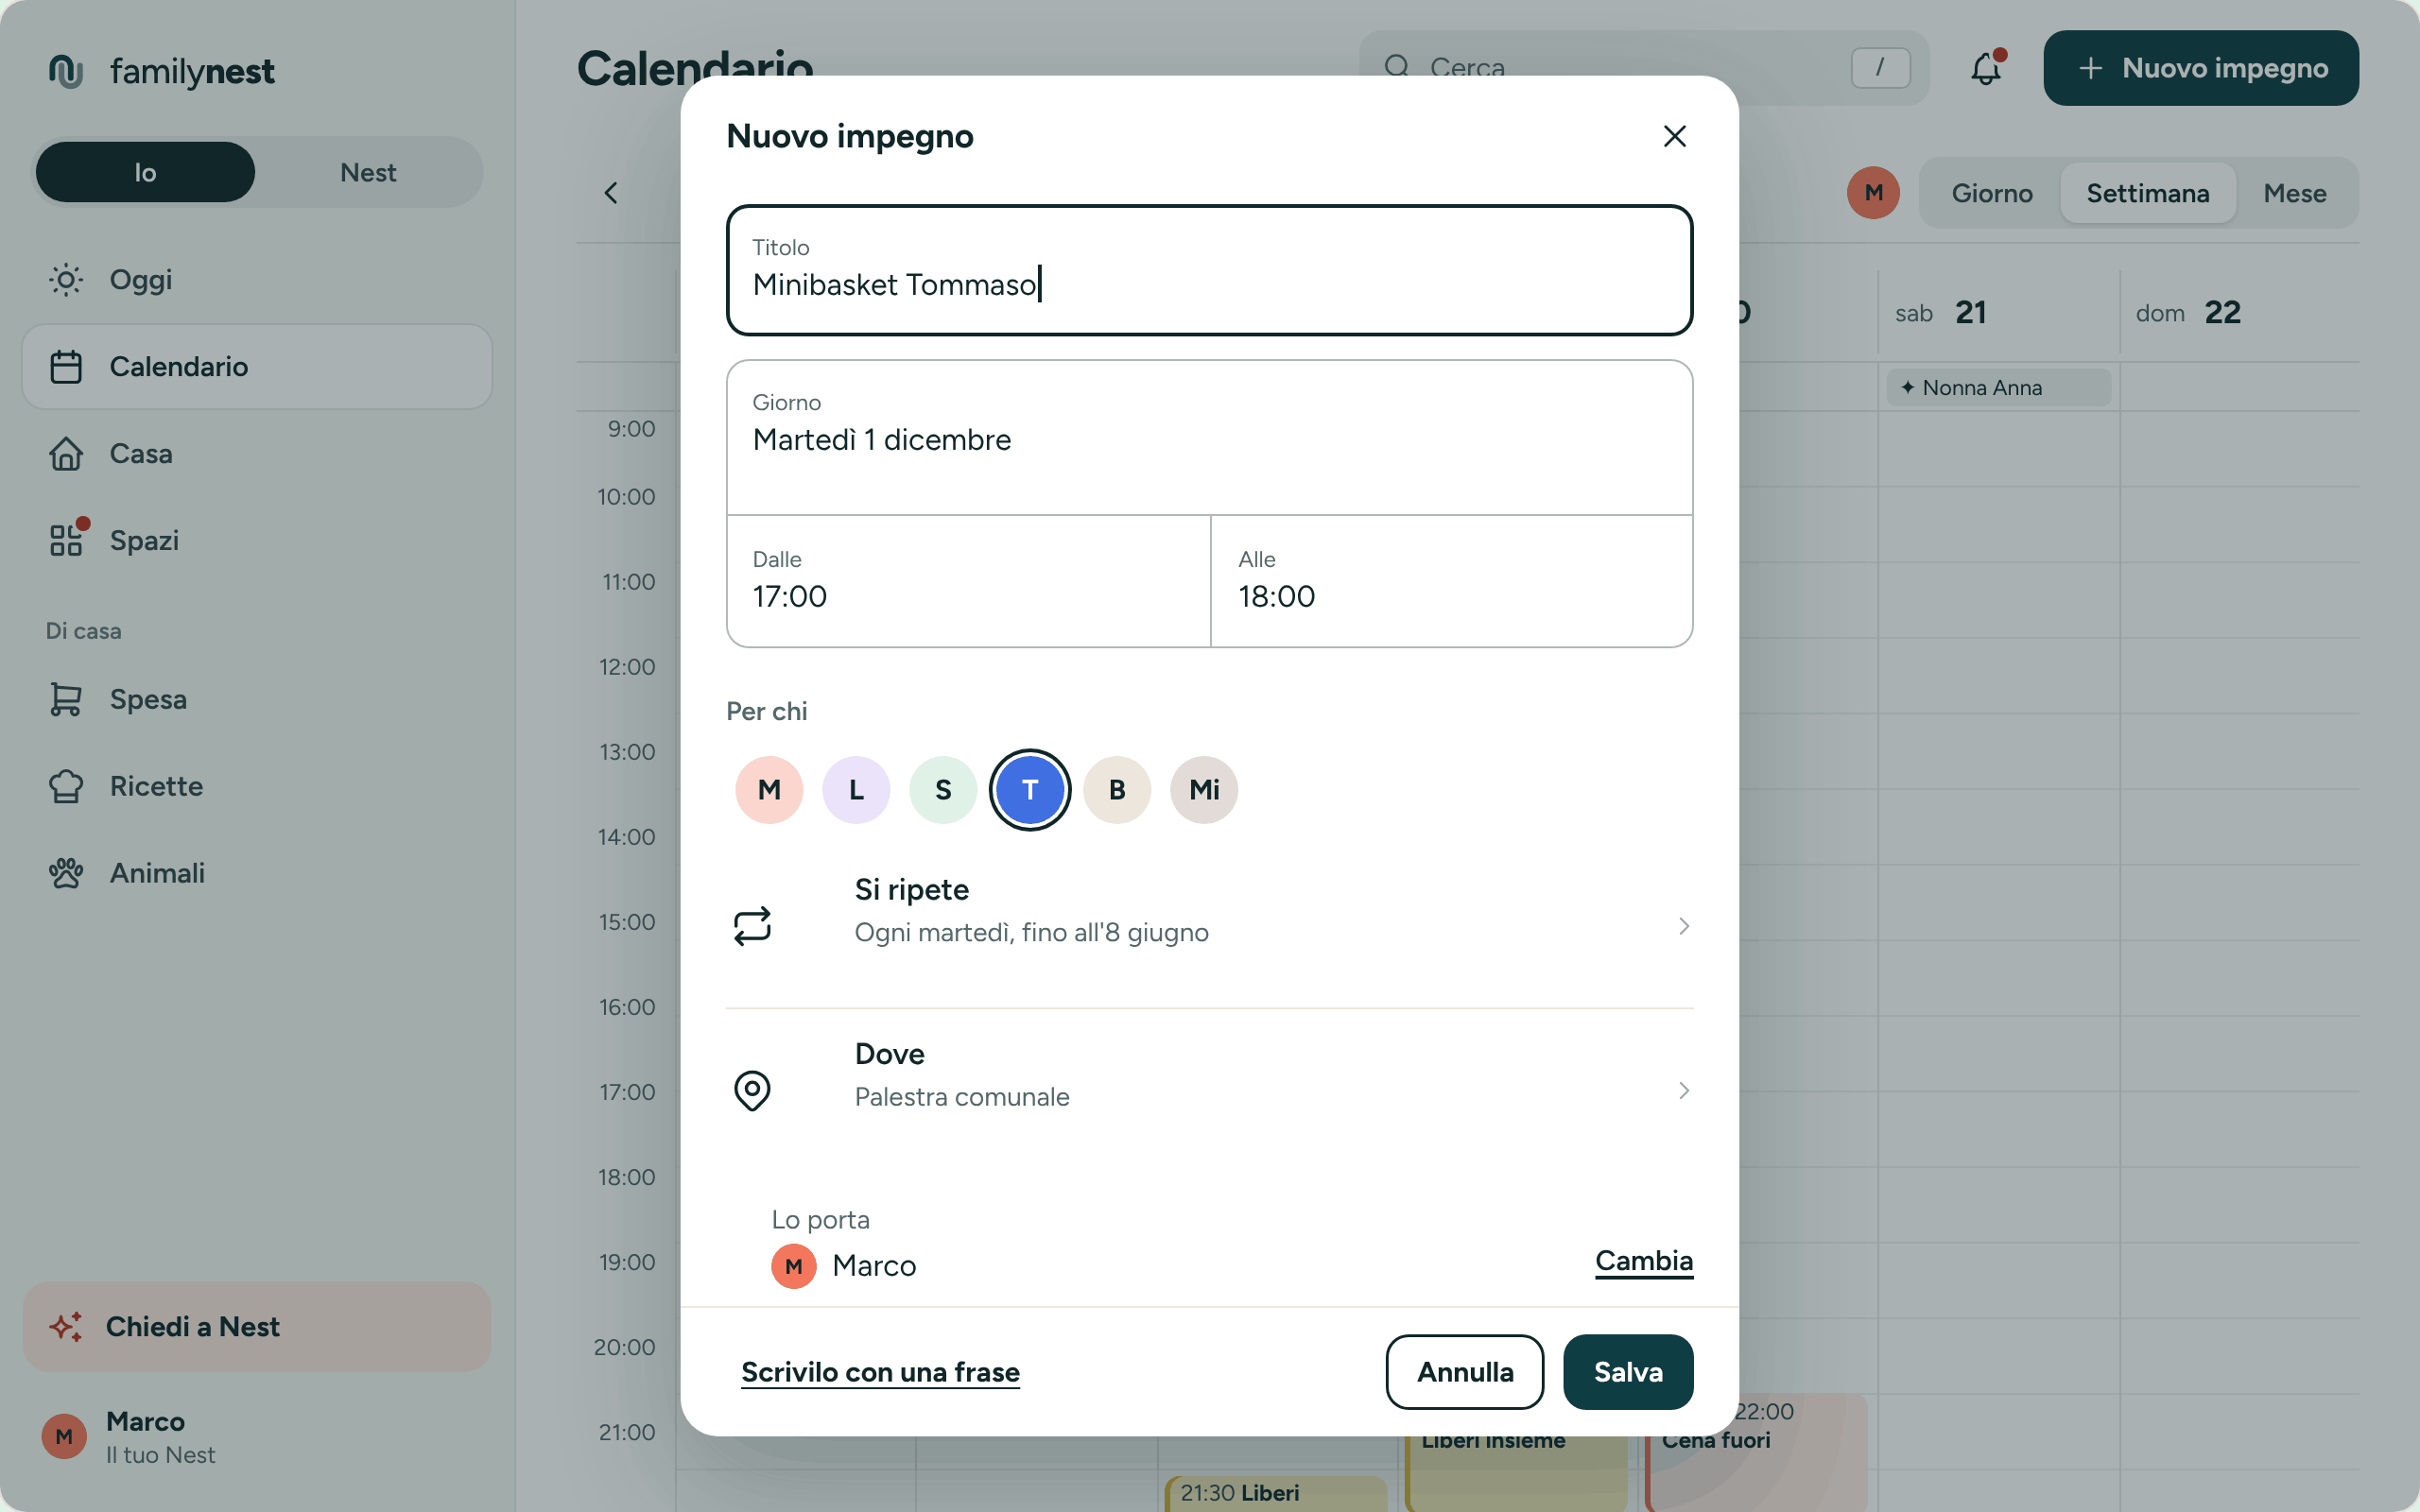 familynest
Io
Nest
Oggi
Calendario
Casa
Spazi
Di casa
Spesa
Ricette
Animali
Chiedi a Nest
M
Marco
Il tuo Nest
Calendario
Cerca
/
Nuovo impegno
M
Giorno
Settimana
Mese
sab 21
dom 22
Nonna Anna
9:00
10:00
11:00
12:00
13:00
14:00
15:00
16:00
17:00
18:00
19:00
20:00
21:00
Nuovo impegno
Titolo
Minibasket Tommaso
Giorno
Martedì 1 dicembre
Dalle
17:00
Alle
18:00
Per chi
M
L
S
T
B
Mi
Si ripete
Ogni martedì, fino all'8 giugno
Dove
Palestra comunale
Lo porta
M
Marco
Cambia
Scrivilo con una frase
Annulla
Salva
21:30 Liberi
Liberi insieme
22:00
Cena fuori